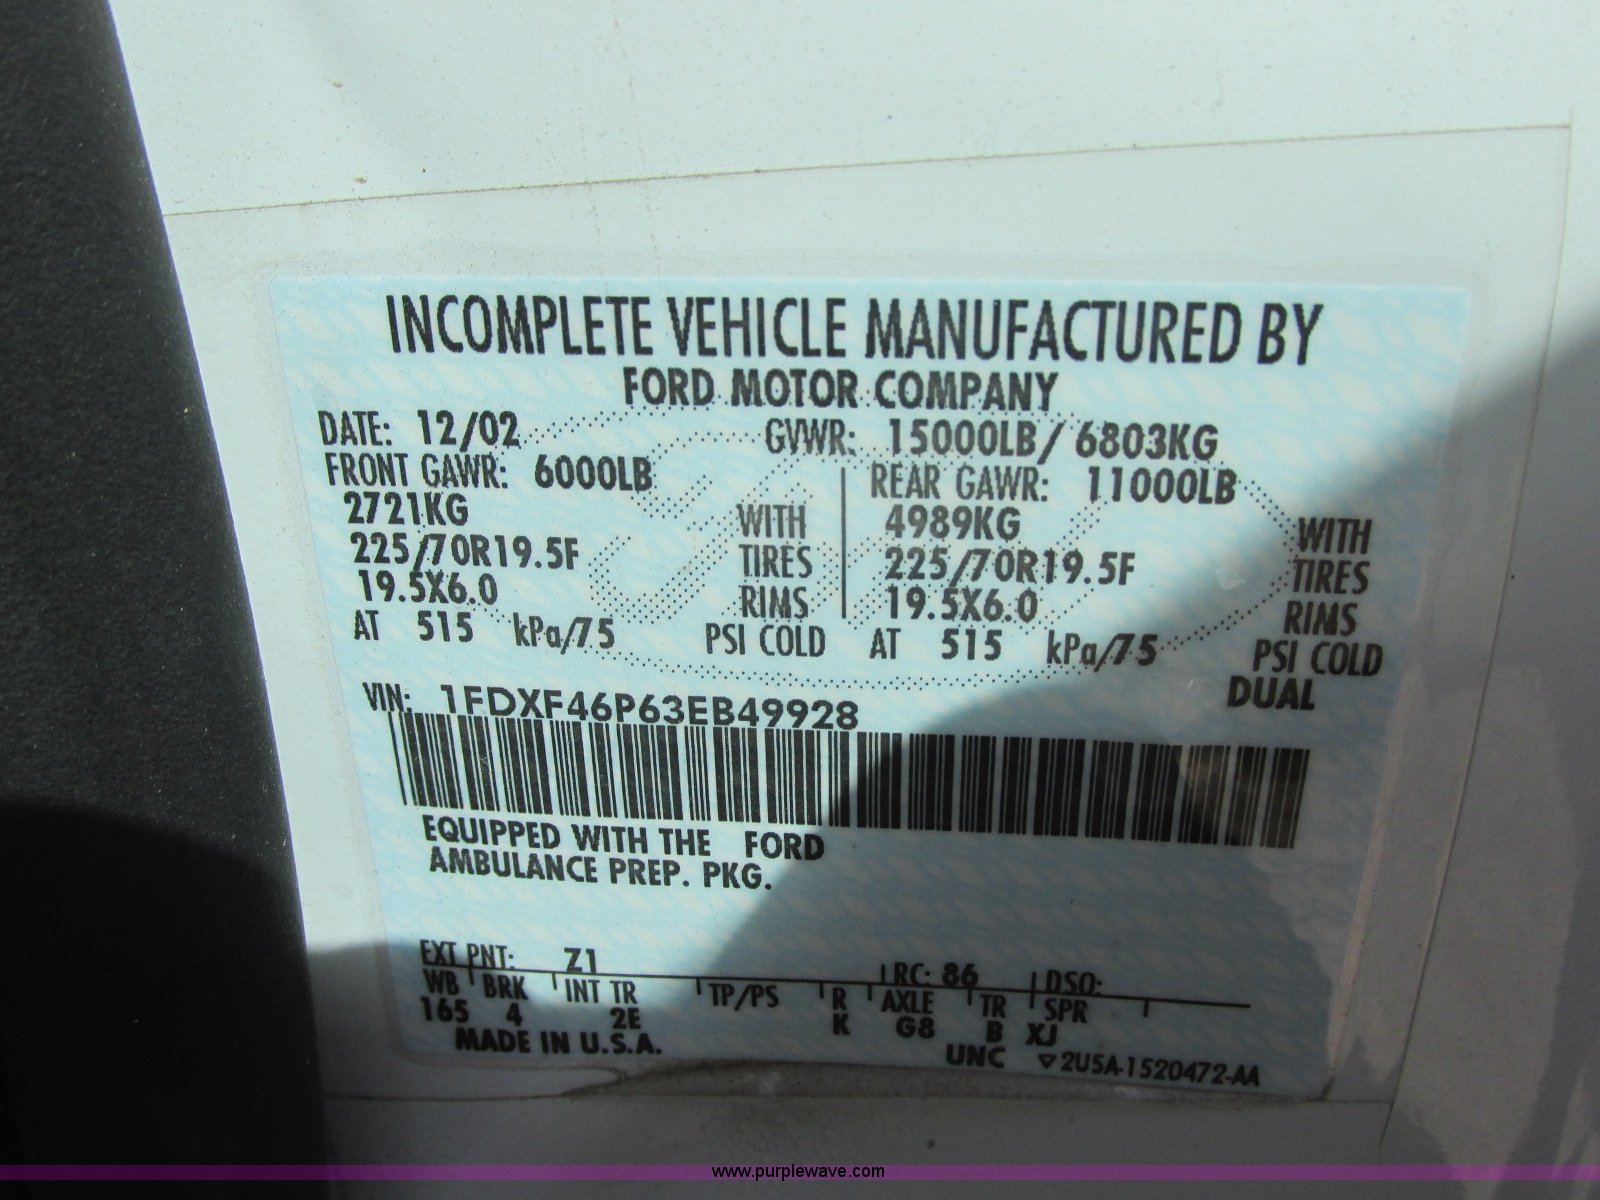 INCOMPLETE VEHICLE MANUFACTURED BY
FORD MOTOR COMPANY
DATE: 12/02 GVWR: 15000LB/ 6803KG
FRONT GAWR: 6000LB REAR GAWR: 11000LB
2721KG WITH 4989KG WITH
225/70R19.5F TIRES 225/70R19.5F TIRES
19.5X6.0 RIMS 19.5X6.0 RIMS
AT 515 kPa/75 PSI COLD AT 515 kPa/75 PSI COLD
DUAL
VIN: 1FDXF46P63EB49928
EQUIPPED WITH THE FORD
AMBULANCE PREP. PKG.
EXT PNT: Z1 RC: 86 DSO:
WB BRK INT TR TP/PS R AXLE TR SPR
165 4 2E K G8 B XJ
MADE IN U.S.A.
UNC ▽2U5A-1520472-AA
www.purplewave.com